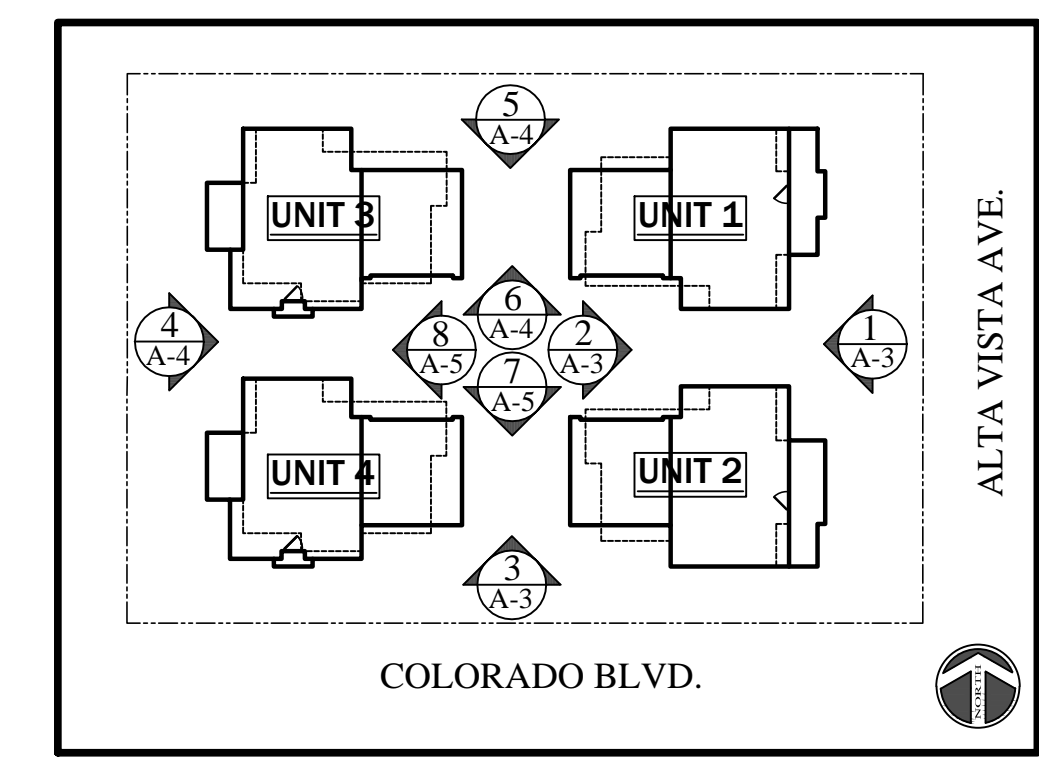 5
A-4
UNIT 3
UNIT 1
ALTA VISTA AVE.
6
A-4
4
A-4
8
A-5
2
A-3
1
A-3
7
A-5
UNIT 4
UNIT 2
3
A-3
COLORADO BLVD.
NORTH